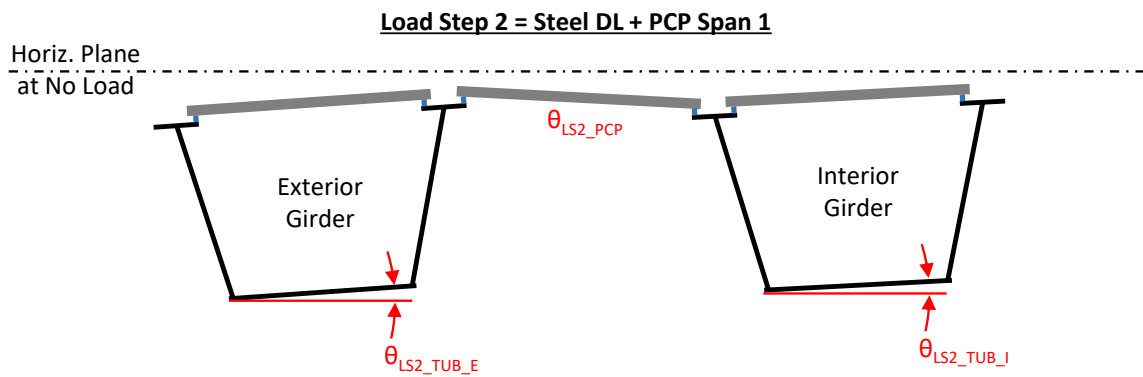 Load Step 2 = Steel DL + PCP Span 1
Horiz. Plane
at No Load
θLS2_PCP
Exterior
Girder
Interior
Girder
θLS2_TUB_E
θLS2_TUB_I